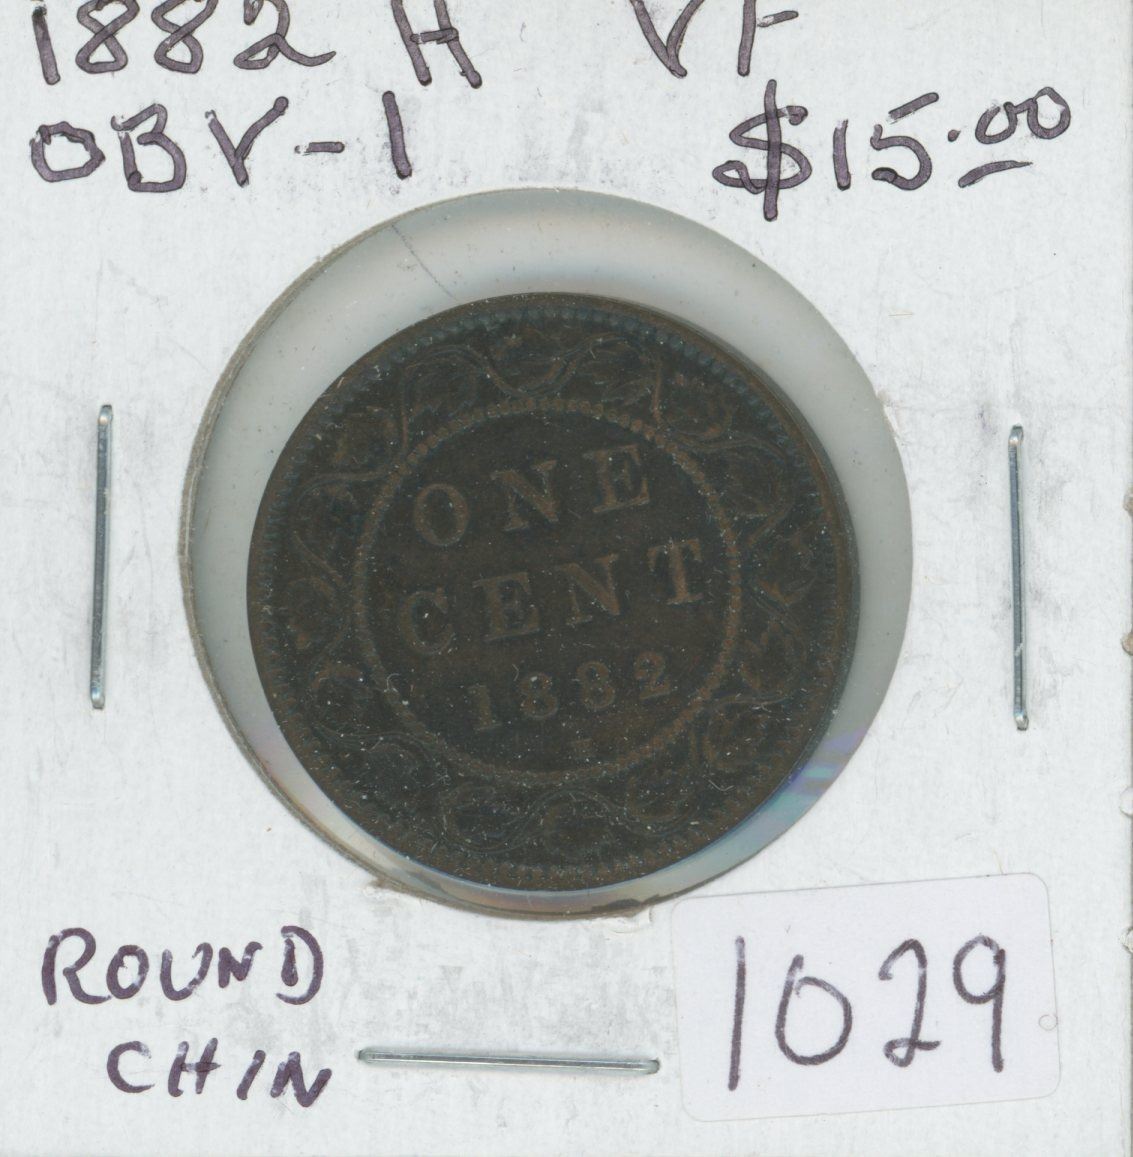 1882 H VF
OBV-1 $15.00
ONE
CENT
1882
H
ROUND
CHIN
1029